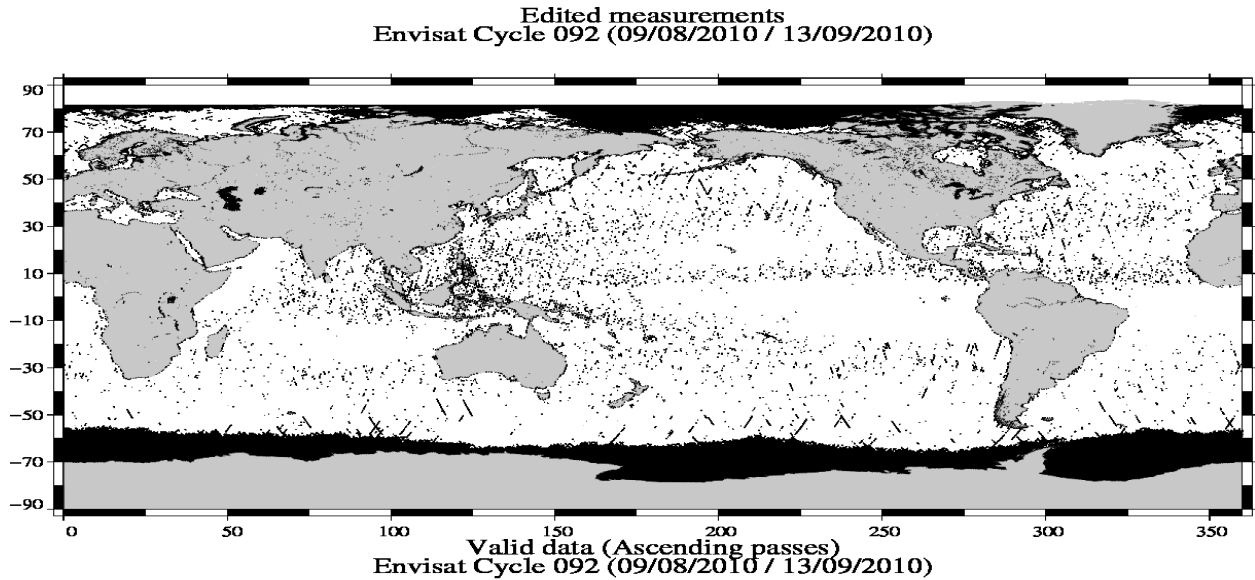 Edited measurements
Envisat Cycle 092 (09/08/2010 / 13/09/2010)
90
70
50
30
10
−10
−30
−50
−70
−90
0 50 100 150 200 250 300 350
Valid data (Ascending passes)
Envisat Cycle 092 (09/08/2010 / 13/09/2010)